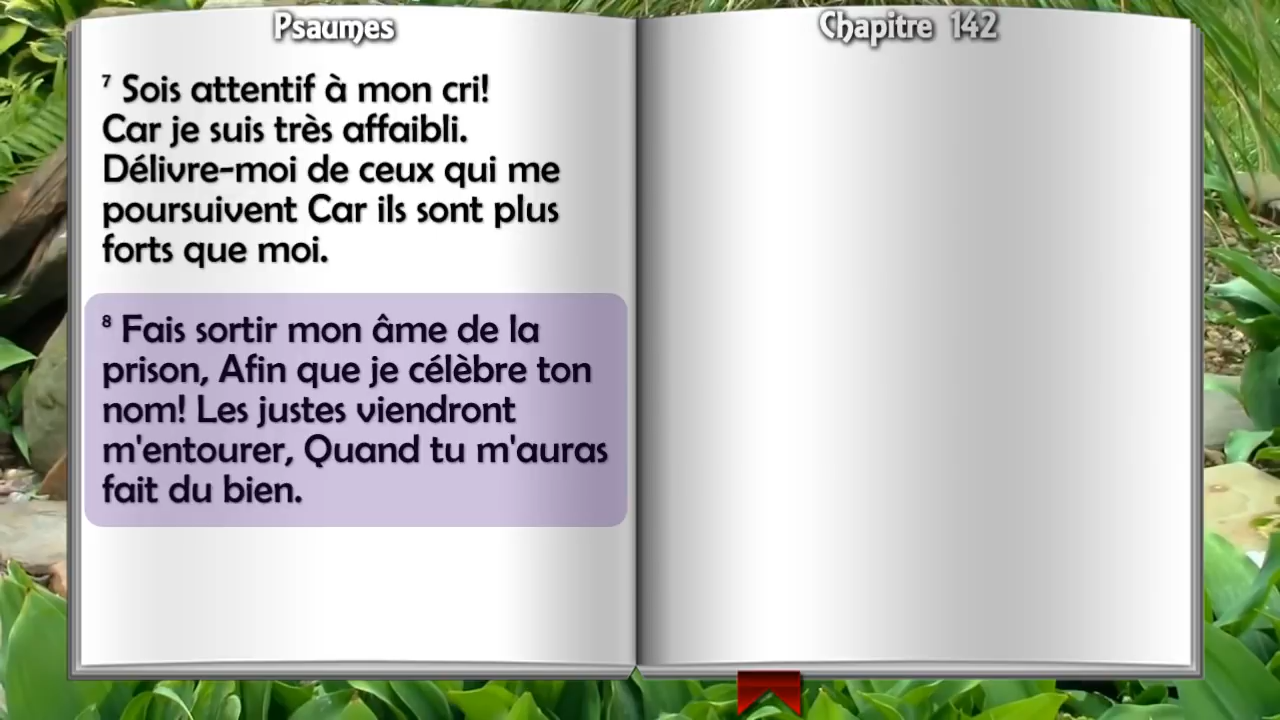 Psaumes
Chapitre 142
⁷ Sois attentif à mon cri!
Car je suis très affaibli.
Délivre-moi de ceux qui me
poursuivent Car ils sont plus
forts que moi.
⁸ Fais sortir mon âme de la
prison, Afin que je célèbre ton
nom! Les justes viendront
m'entourer, Quand tu m'auras
fait du bien.